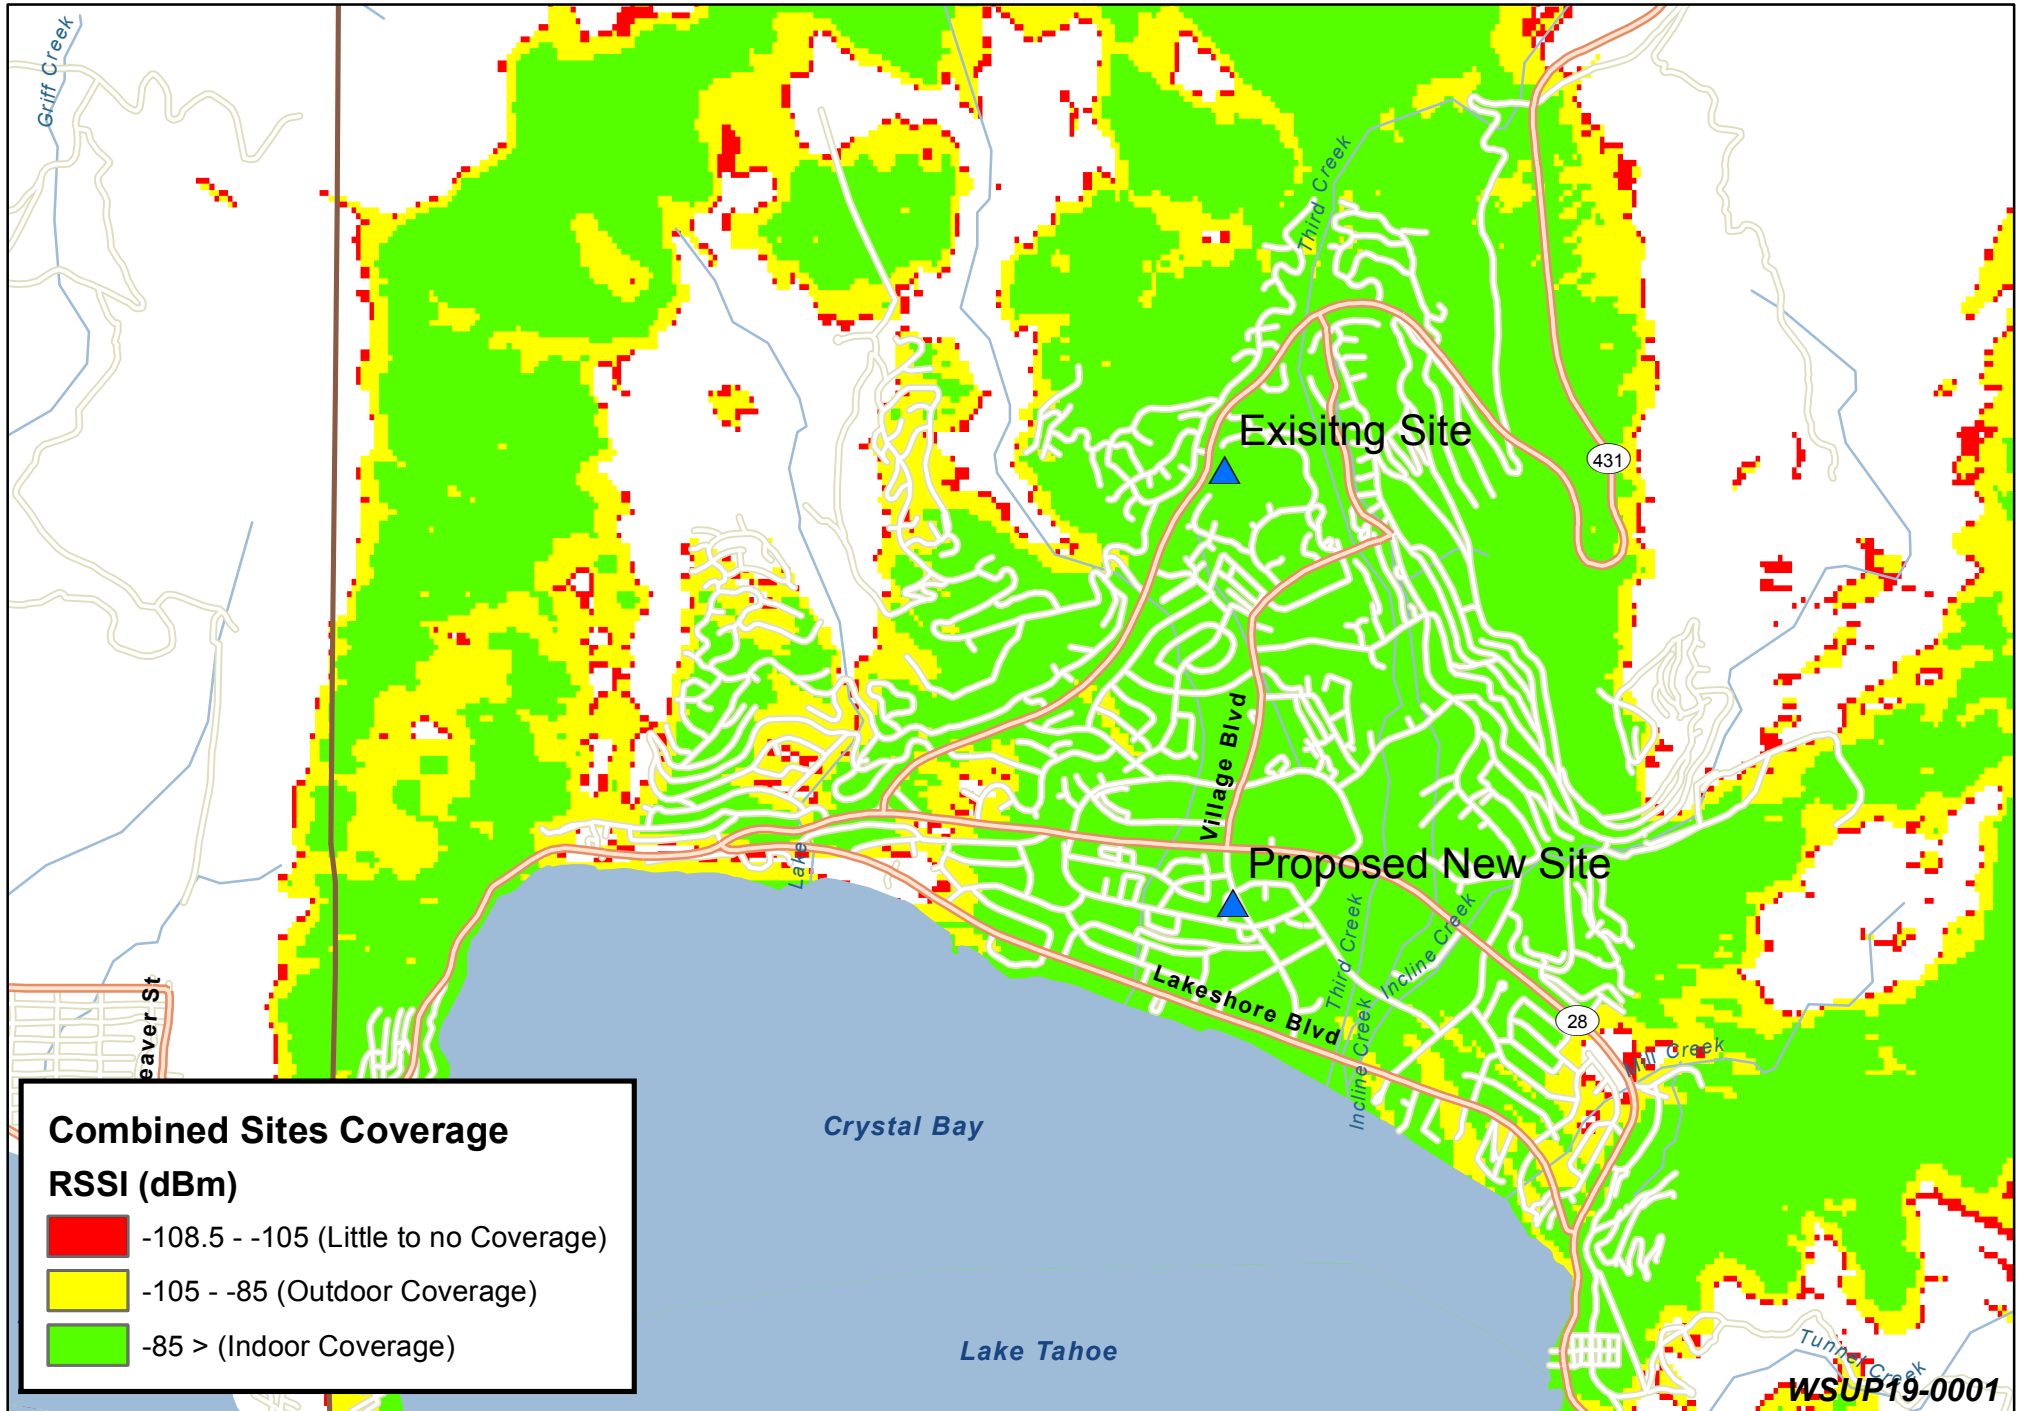 Griff Creek
Third Creek
Exisitng Site
431
Village Blvd
Proposed New Site
Lake
Third Creek
Incline Creek
Lakeshore Blvd
Incline Creek
28
Mill Creek
eaver St
Crystal Bay
Lake Tahoe
Tunnel Creek
Combined Sites Coverage
RSSI (dBm)
-108.5 - -105 (Little to no Coverage)
-105 - -85 (Outdoor Coverage)
-85 > (Indoor Coverage)
WSUP19-0001